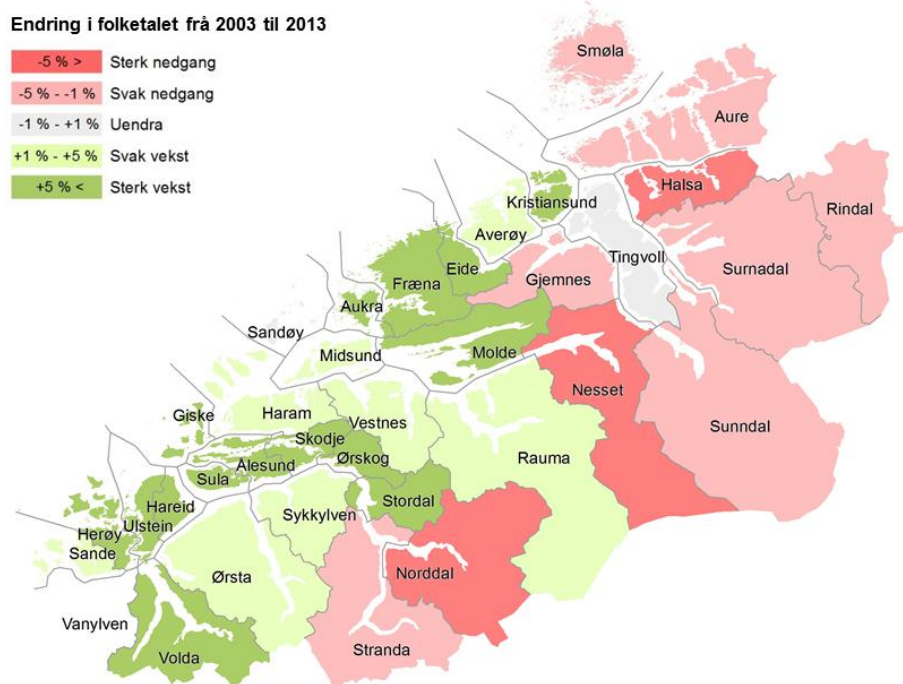 Endring i folketalet frå 2003 til 2013
-5 % > Sterk nedgang
-5 % - -1 % Svak nedgang
-1 % - +1 % Uendra
+1 % - +5 % Svak vekst
+5 % < Sterk vekst
Smøla
Aure
Halsa
Rindal
Kristiansund
Averøy
Tingvoll
Surnadal
Eide
Gjemnes
Fræna
Aukra
Sandøy
Midsund
Molde
Nesset
Sunndal
Giske
Haram
Vestnes
Skodje
Rauma
Ørskog
Ålesund
Sula
Stordal
Hareid
Sykkylven
Ulstein
Herøy
Sande
Ørsta
Norddal
Vanylven
Volda
Stranda